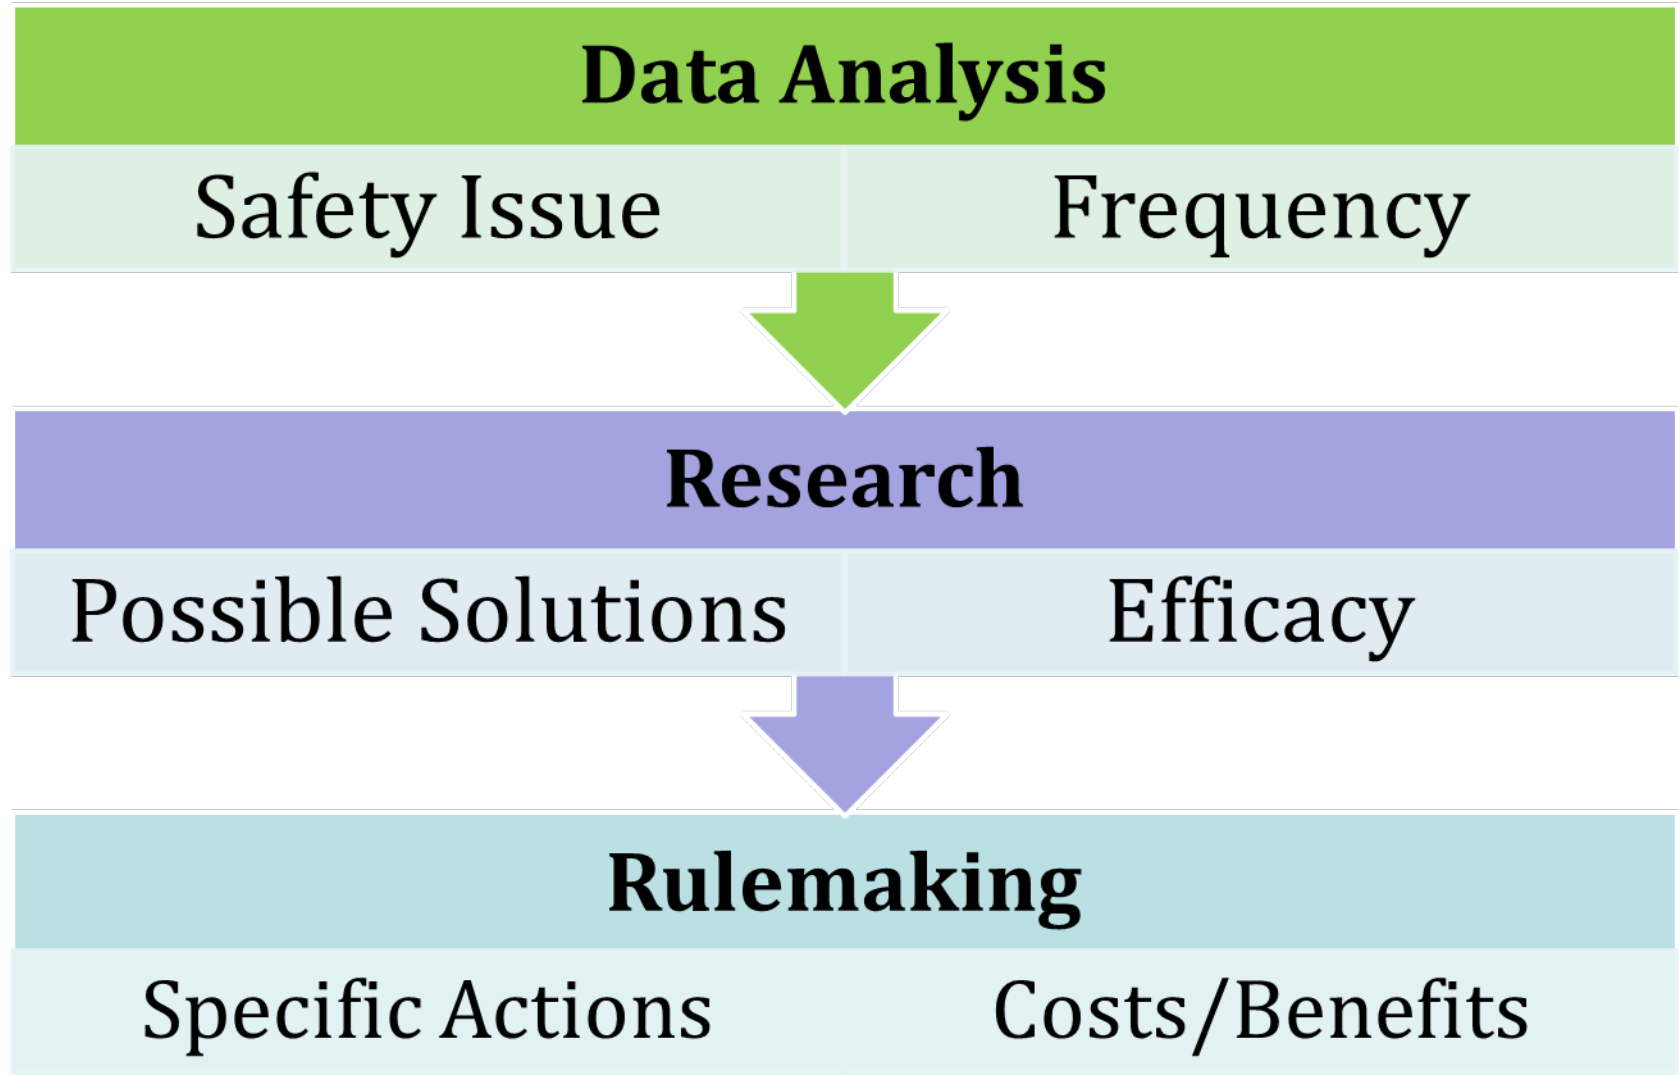 Data Analysis
Safety Issue Frequency
Research
Possible Solutions Efficacy
Rulemaking
Specific Actions Costs/Benefits